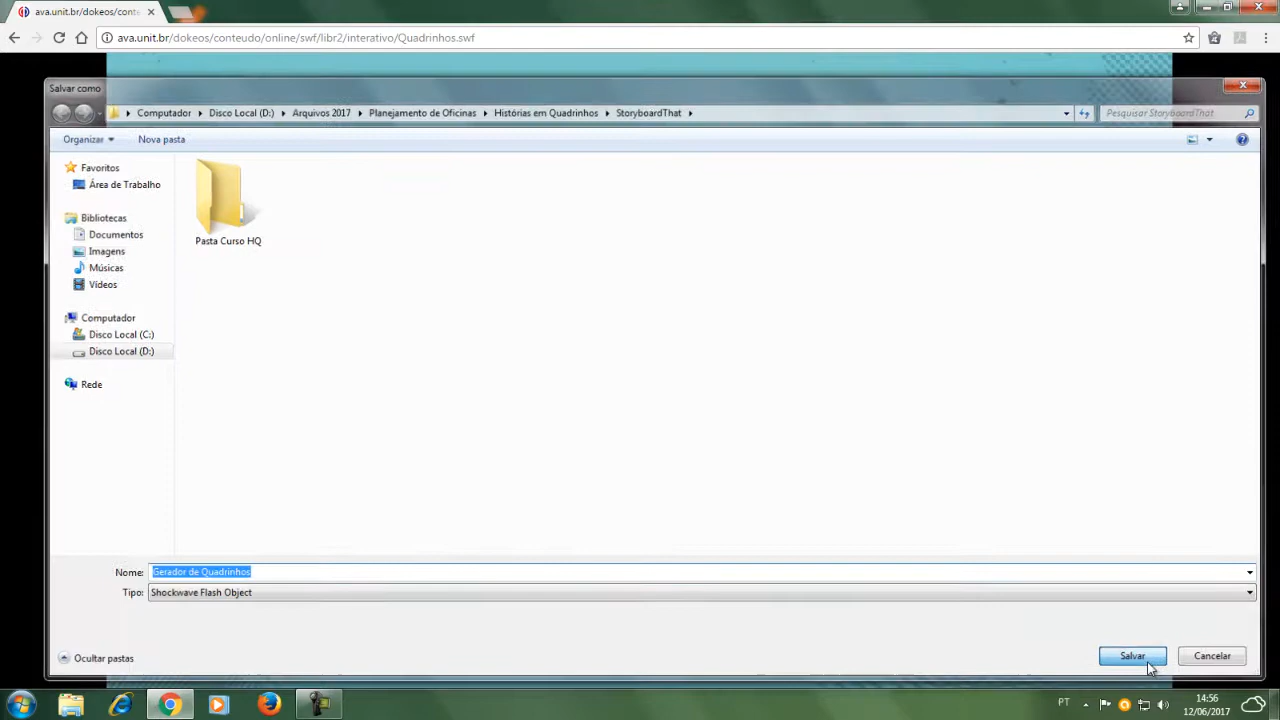 ava.unit.br/dokeos/conte
ava.unit.br/dokeos/conteudo/online/swf/libr2/interativo/Quadrinhos.swf
Salvar como
Computador
Disco Local (D:)
Arquivos 2017
Planejamento de Oficinas
Histórias em Quadrinhos
StoryboardThat
Pesquisar StoryboardThat
Organizar
Nova pasta
Favoritos
Área de Trabalho
Bibliotecas
Documentos
Imagens
Músicas
Vídeos
Computador
Disco Local (C:)
Disco Local (D:)
Rede
Pasta Curso HQ
Nome: Gerador de Quadrinhos
Tipo: Shockwave Flash Object
Ocultar pastas
Salvar
Cancelar
PT
14:56
12/06/2017